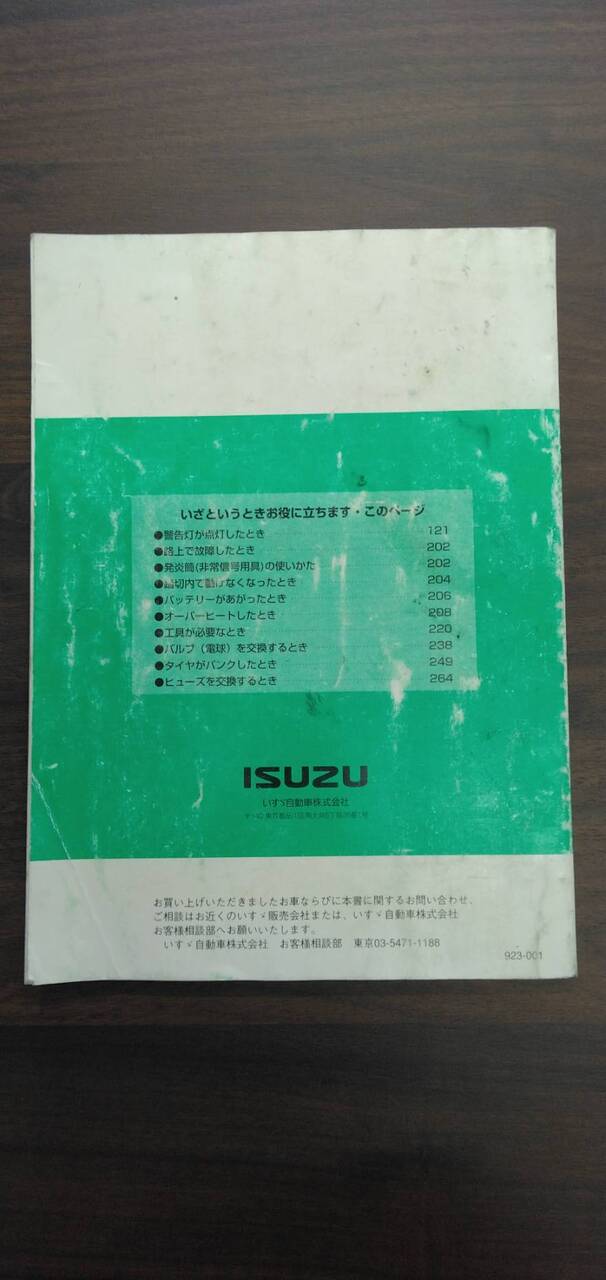 いざというときお役に立ちます・このページ
●警告灯が点灯したとき 121
●路上で故障したとき 202
●発炎筒(非常信号用具)の使いかた 202
●踏切内で動けなくなったとき 204
●バッテリーがあがったとき 206
●オーバーヒートしたとき 208
●工具が必要なとき 220
●バルブ(電球)を交換するとき 238
●タイヤがパンクしたとき 249
●ヒューズを交換するとき 264
ISUZU
いすゞ自動車株式会社
お買い上げいただきましたお車ならびに本書に関するお問い合わせ、
ご相談はお近くのいすゞ販売会社または、いすゞ自動車株式会社
お客様相談部へお願いいたします。
いすゞ自動車株式会社 お客様相談部 東京03-5471-1188
923-001